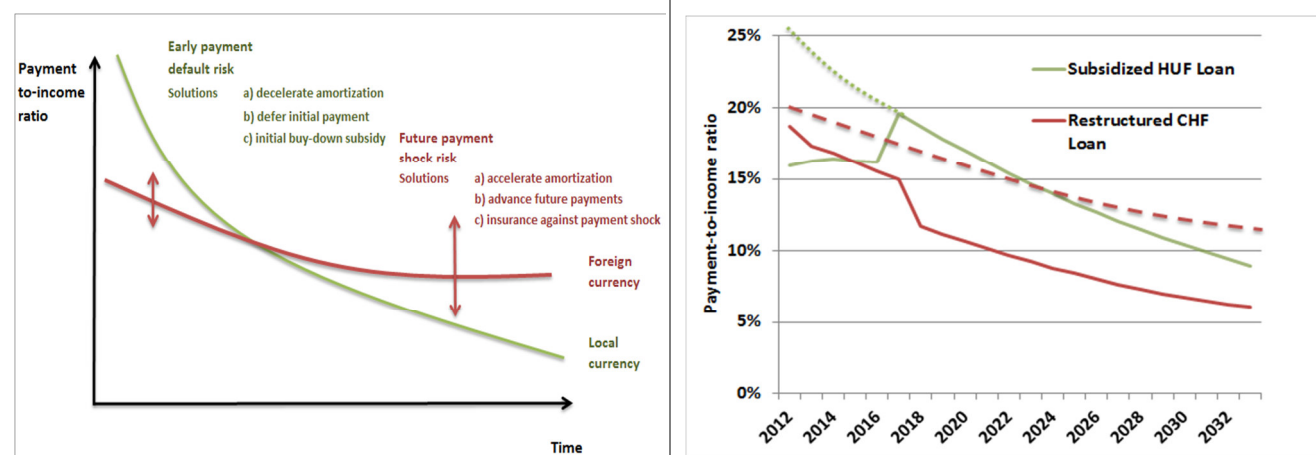 Payment
to-income
ratio
Early payment
default risk
Solutions a) decelerate amortization
b) defer initial payment
c) initial buy-down subsidy
Future payment
shock risk
Solutions a) accelerate amortization
b) advance future payments
c) insurance against payment shock
Foreign
currency
Local
currency
Time
Payment-to-income ratio
25%
20%
15%
10%
5%
0%
Subsidized HUF Loan
Restructured CHF
Loan
2012
2014
2016
2018
2020
2022
2024
2026
2028
2030
2032